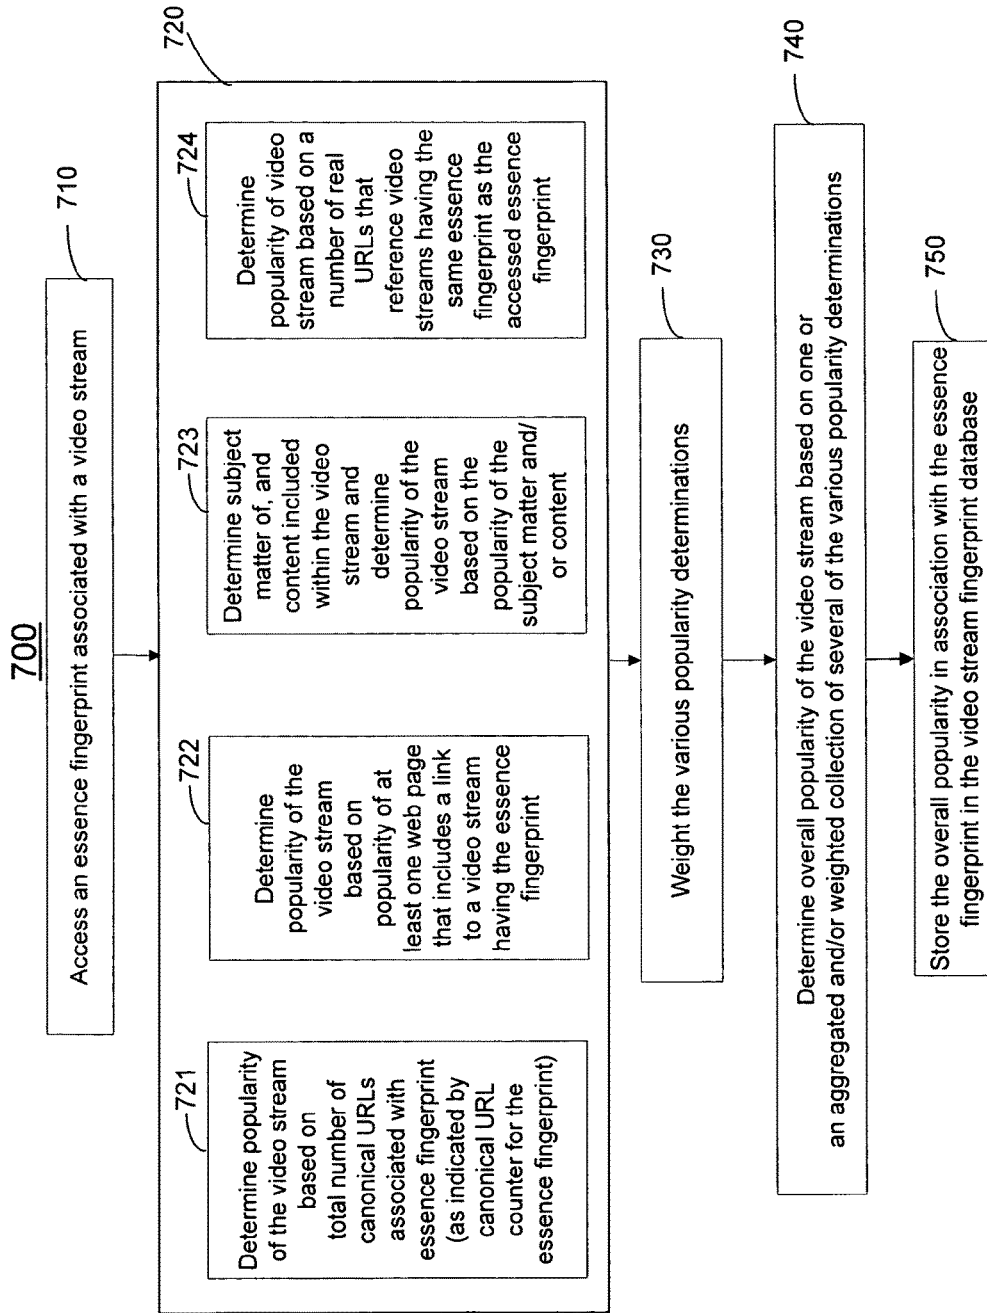 700
710
Access an essence fingerprint associated with a video stream
720
721
Determine popularity
of the video stream
based on
total number of
canonical URLs
associated with
essence fingerprint
(as indicated by
canonical URL
counter for the
essence fingerprint)
722
Determine
popularity of the
video stream
based on
popularity of at
least one web page
that includes a link
to a video stream
having the essence
fingerprint
723
Determine subject
matter of, and
content included
within the video
stream and
determine
popularity of the
video stream
based on the
popularity of the
subject matter and/
or content
724
Determine
popularity of video
stream based on a
number of real
URLs that
reference video
streams having the
same essence
fingerprint as the
accessed essence
fingerprint
730
Weight the various popularity determinations
740
Determine overall popularity of the video stream based on one or
an aggregated and/or weighted collection of several of the various popularity determinations
750
Store the overall popularity in association with the essence
fingerprint in the video stream fingerprint database